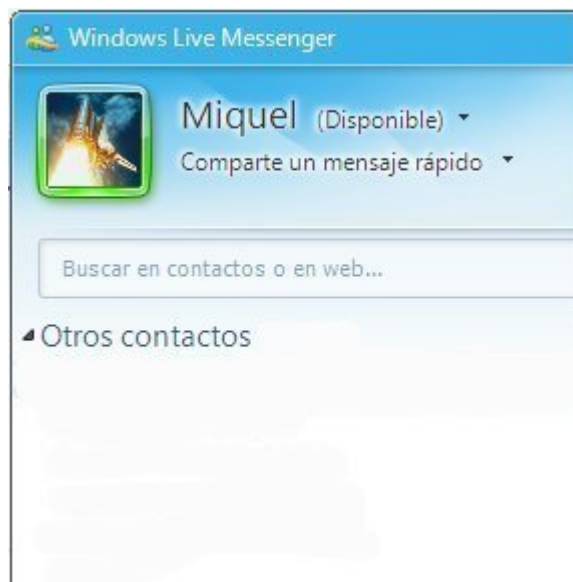 Windows Live Messenger
Miquel (Disponible)
Comparte un mensaje rápido
Buscar en contactos o en web...
Otros contactos